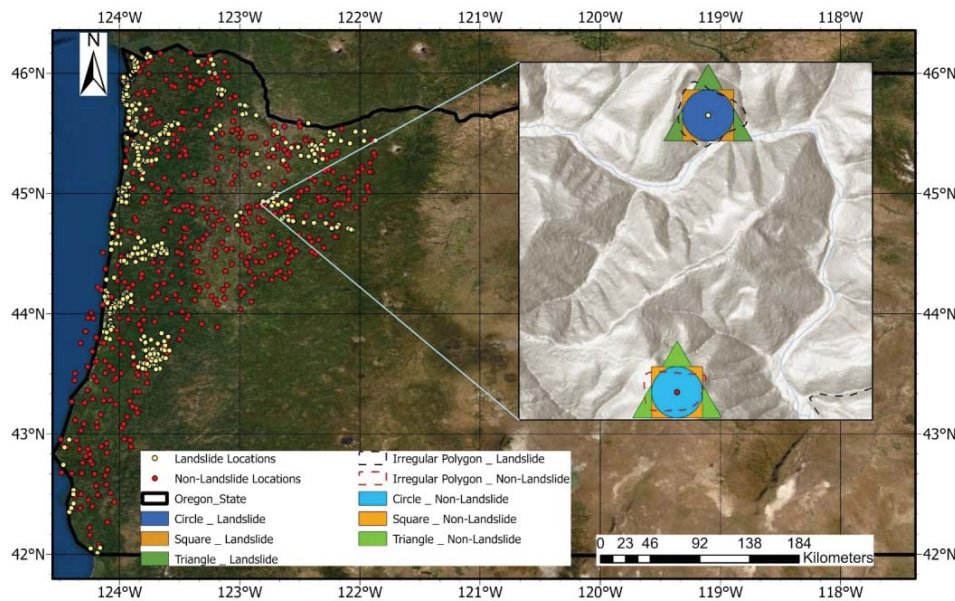 124°W 123°W 122°W 121°W 120°W 119°W 118°W
N
46°N 46°N
45°N 45°N
44°N 44°N
43°N 43°N
Landslide Locations Irregular Polygon _ Landslide
Non-Landslide Locations Irregular Polygon _ Non-Landslide
Oregon_State Circle _ Non-Landslide
Circle _ Landslide Square _ Non-Landslide
Square _ Landslide Triangle _ Non-Landslide
Triangle _ Landslide
0 23 46 92 138 184
Kilometers
42°N 42°N
124°W 123°W 122°W 121°W 120°W 119°W 118°W